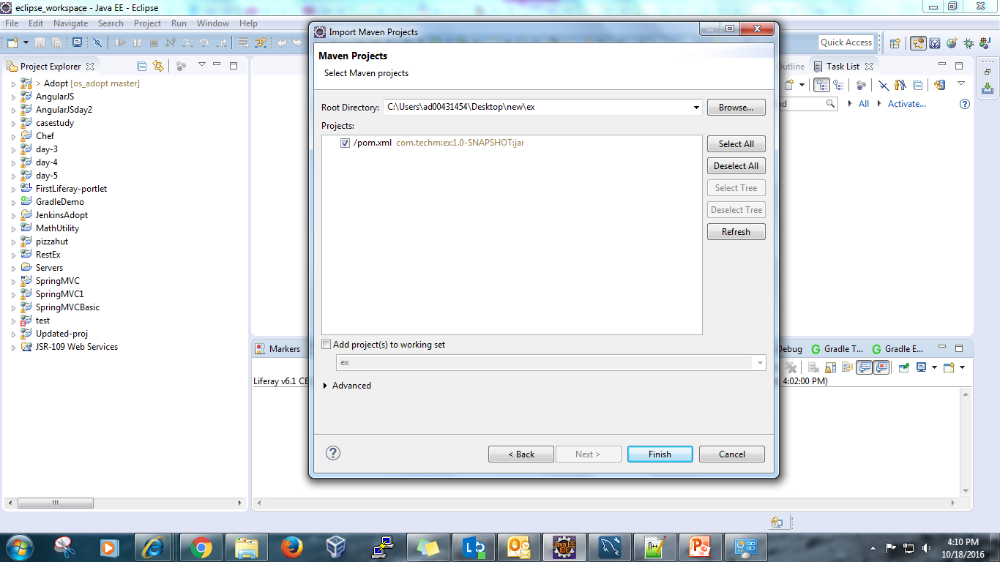 eclipse_workspace - Java EE - Eclipse
File Edit Navigate Search Project Run Window Help
Quick Access
Project Explorer
> Adopt [os_adopt master]
AngularJS
AngularJSday2
casestudy
Chef
day-3
day-4
day-5
FirstLiferay-portlet
GradleDemo
JenkinsAdopt
MathUtility
pizzahut
RestEx
Servers
SpringMVC
SpringMVC1
SpringMVCBasic
test
Updated-proj
JSR-109 Web Services
Import Maven Projects
Maven Projects
Select Maven projects
Root Directory: C:\Users\ad00431454\Desktop\new\ex Browse...
Projects:
/pom.xml com.techm:ex:1.0-SNAPSHOT:jar
Select All
Deselect All
Select Tree
Deselect Tree
Refresh
Add project(s) to working set
ex
Advanced
< Back Next > Finish Cancel
Outline Task List
nd All Activate...
Markers
Debug Gradle T... Gradle E...
Liferay v6.1 CE
4:02:00 PM)
Java EE
IDE
4:10 PM
10/18/2016